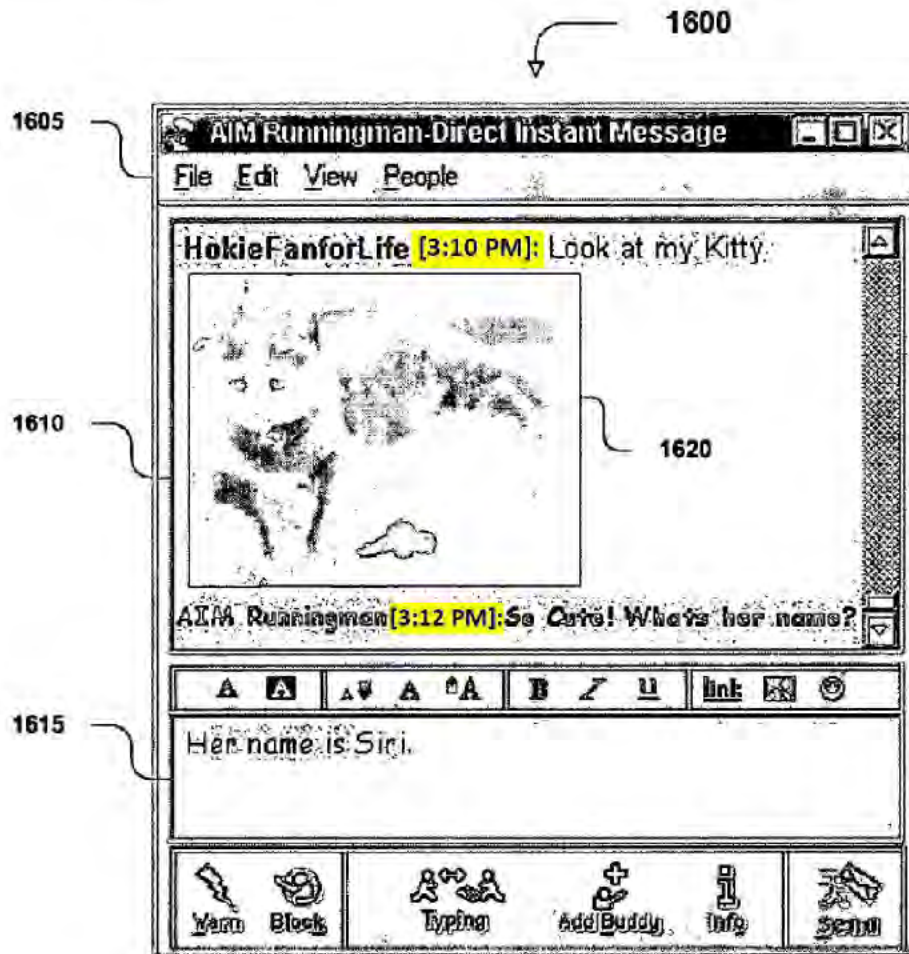 1600
1605
AIM Runningman-Direct Instant Message
File Edit View People
HokieFanforLife [3:10 PM]: Look at my Kitty.
1610
1620
AIM Runningman[3:12 PM]:So Cute! Whats her name?
A A A A A B I U link
1615
Her name is Siri.
Warn Block Typing Add Buddy Info Send